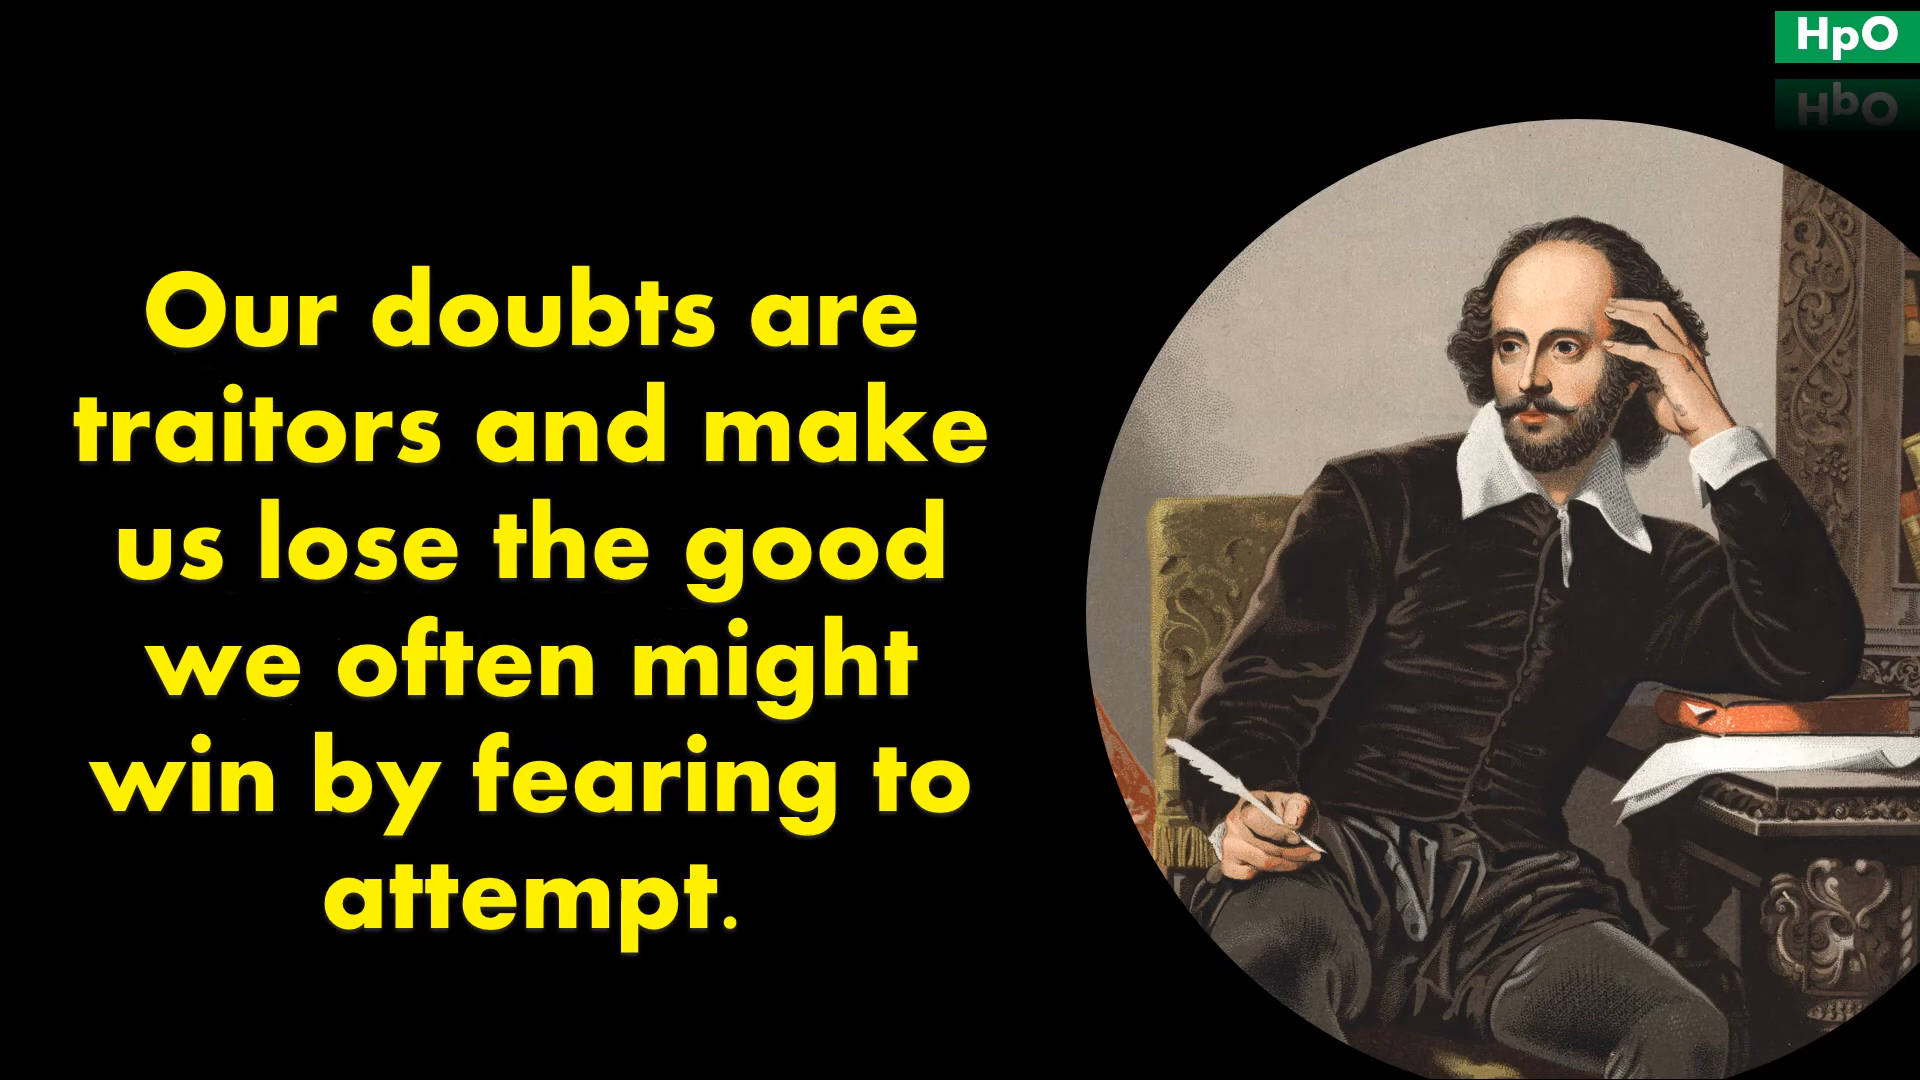 HpO
Our doubts are
traitors and make
us lose the good
we often might
win by fearing to
attempt.